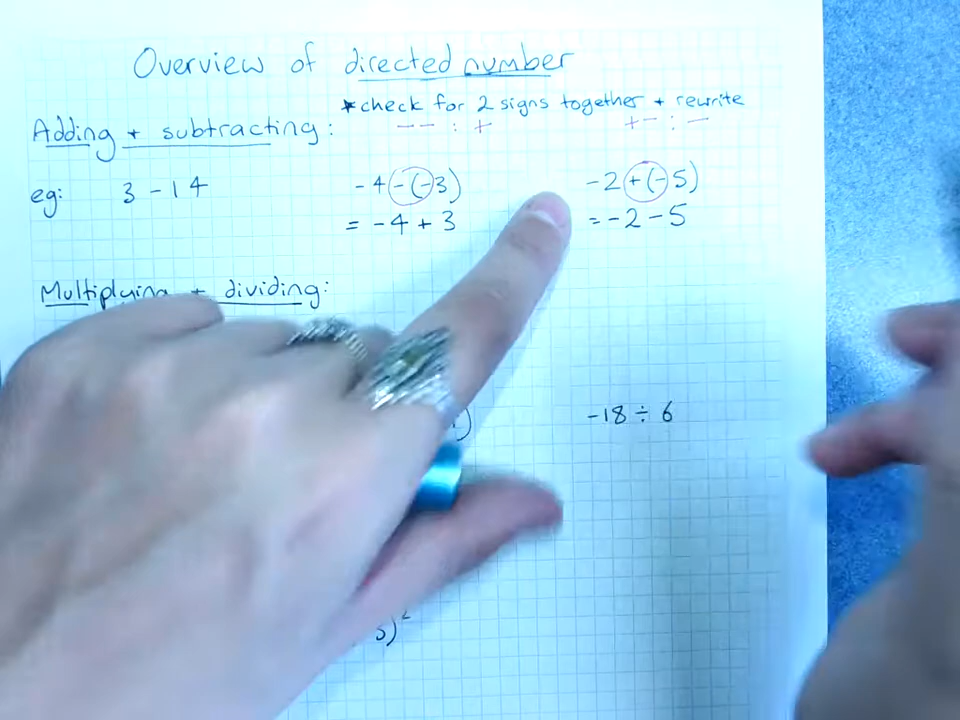 Overview of directed number
*check for 2 signs together + rewrite
Adding + subtracting: -- : + +- : -
eg: 3 - 14 -4-(-3) -2+(-5)
= -4 + 3 = -2 - 5
Multiplying + dividing:
) -18 ÷ 6
)²